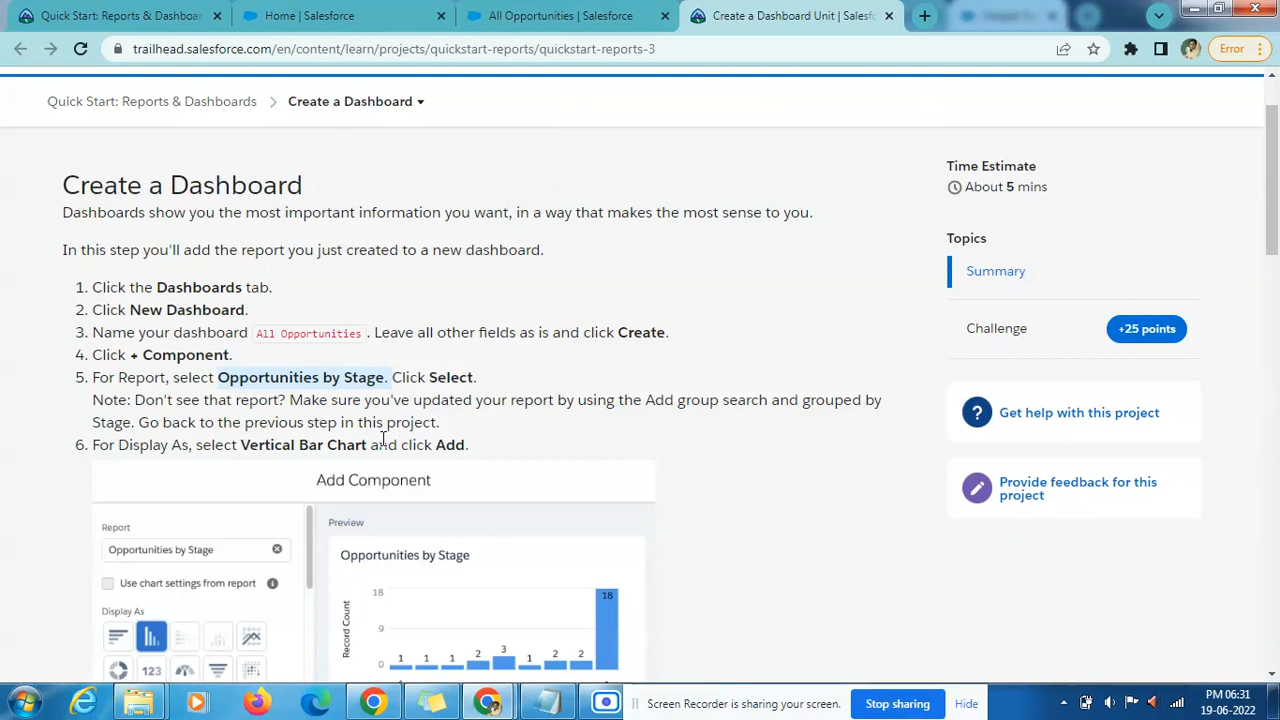 Quick Start: Reports & Dashboar
Home | Salesforce
All Opportunities | Salesforce
Create a Dashboard Unit | Salesf
trailhead.salesforce.com/en/content/learn/projects/quickstart-reports/quickstart-reports-3
Error
Quick Start: Reports & Dashboards
Create a Dashboard
Create a Dashboard
Dashboards show you the most important information you want, in a way that makes the most sense to you.
In this step you'll add the report you just created to a new dashboard.
1. Click the Dashboards tab.
2. Click New Dashboard.
3. Name your dashboard All Opportunities. Leave all other fields as is and click Create.
4. Click + Component.
5. For Report, select Opportunities by Stage. Click Select.
Note: Don't see that report? Make sure you've updated your report by using the Add group search and grouped by
Stage. Go back to the previous step in this project.
6. For Display As, select Vertical Bar Chart and click Add.
Add Component
Report
Opportunities by Stage
Use chart settings from report
Display As
123
Preview
Opportunities by Stage
Record Count
18
9
0
1
1
1
2
3
1
2
2
18
Time Estimate
About 5 mins
Topics
Summary
Challenge
+25 points
Get help with this project
Provide feedback for this
project
Screen Recorder is sharing your screen.
Stop sharing
Hide
PM 06:31
19-06-2022